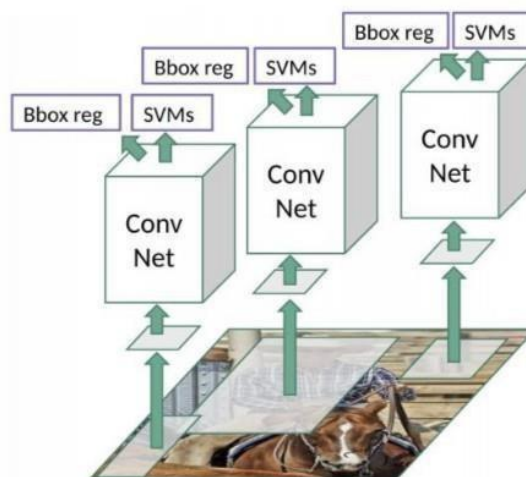 Bbox reg
SVMs
Bbox reg
SVMs
Bbox reg
SVMs
Conv
Net
Conv
Net
Conv
Net